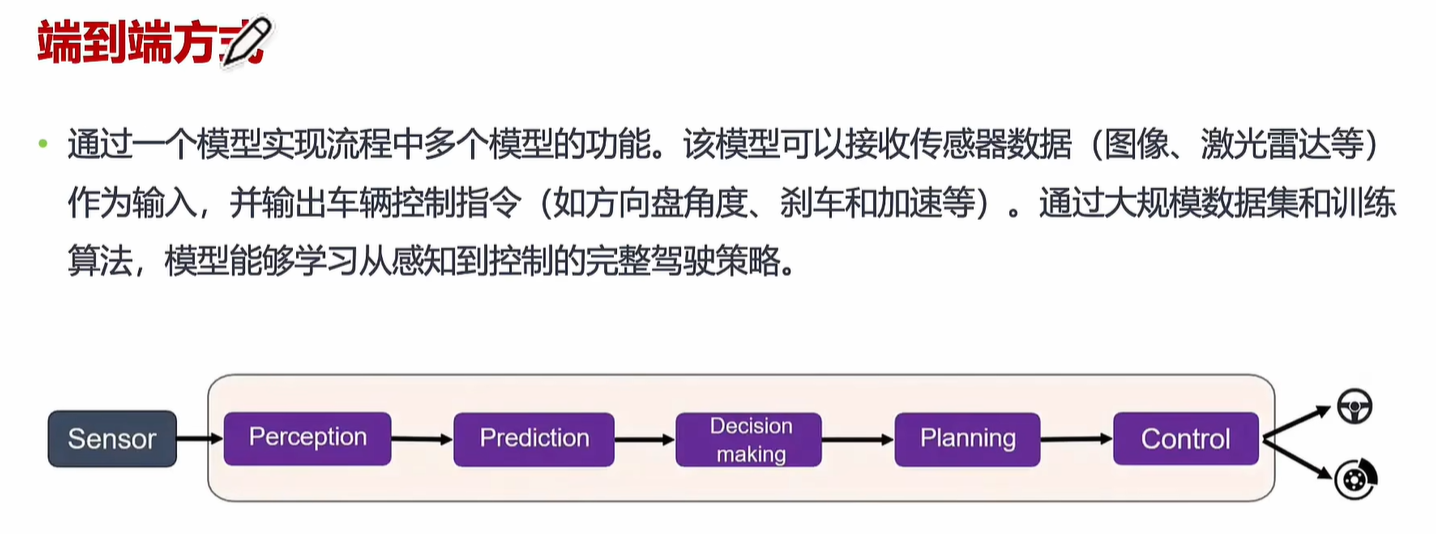 端到端方式
通过一个模型实现流程中多个模型的功能。该模型可以接收传感器数据（图像、激光雷达等）
作为输入，并输出车辆控制指令（如方向盘角度、刹车和加速等）。通过大规模数据集和训练
算法，模型能够学习从感知到控制的完整驾驶策略。
Sensor
Perception
Prediction
Decision
making
Planning
Control